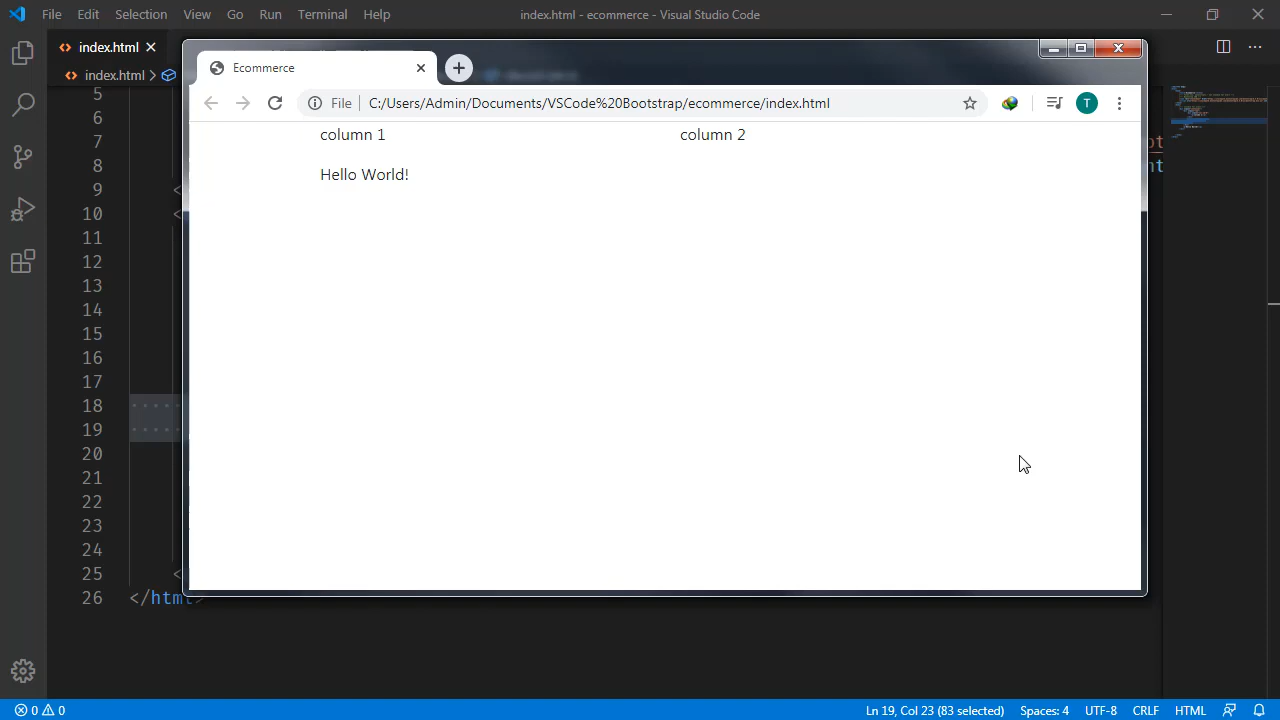 File Edit Selection View Go Run Terminal Help
index.html - ecommerce - Visual Studio Code
index.html
index.html
Ecommerce
File
C:/Users/Admin/Documents/VSCode%20Bootstrap/ecommerce/index.html
T
column 1 column 2
Hello World!
5
6
7
8
9 <
10 <
11
12
13
14
15
16
17
18
19
20
21
22
23
24
25 <
26 </html>
0 0
Ln 19, Col 23 (83 selected) Spaces: 4 UTF-8 CRLF HTML